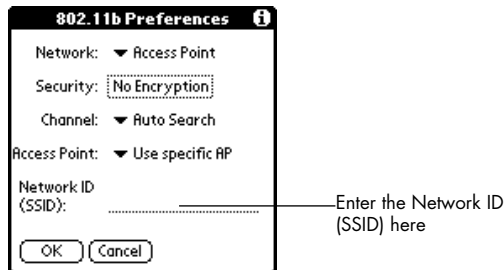 802.11b Preferences i
Network: Access Point
Security: No Encryption
Channel: Auto Search
Access Point: Use specific AP
Network ID
(SSID):
Enter the Network ID
(SSID) here
OK Cancel